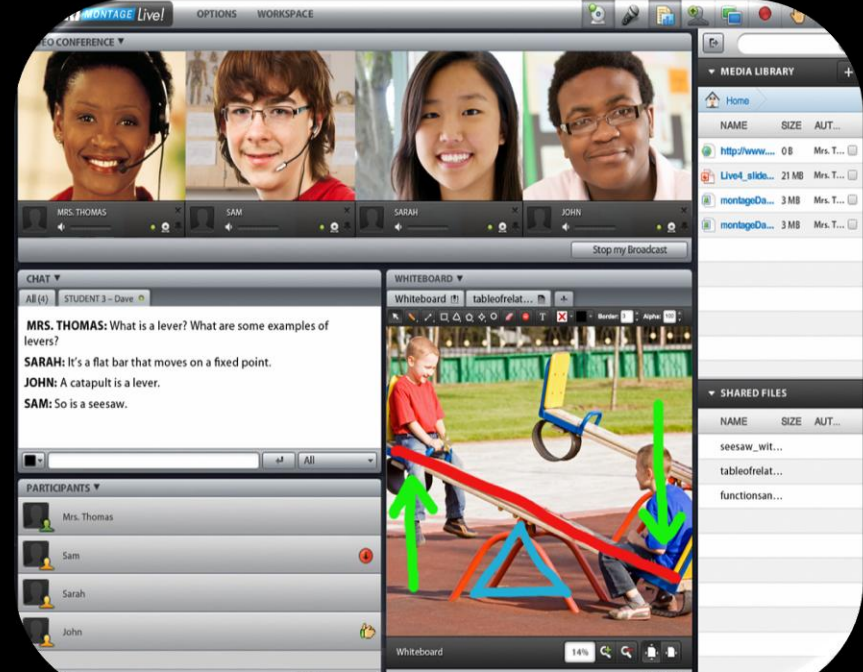 MONTAGE Live!
OPTIONS
WORKSPACE
VIDEO CONFERENCE
MRS. THOMAS
SAM
SARAH
JOHN
Stop my Broadcast
CHAT
All (4)
STUDENT 3 – Dave
MRS. THOMAS: What is a lever? What are some examples of
levers?
SARAH: It's a flat bar that moves on a fixed point.
JOHN: A catapult is a lever.
SAM: So is a seesaw.
All
PARTICIPANTS
Mrs. Thomas
Sam
Sarah
John
WHITEBOARD
Whiteboard
tableofrelat...
T
Border: 3
Alpha: 100
Whiteboard
14%
MEDIA LIBRARY
Home
NAME SIZE AUT...
http://www.... 0 B Mrs. T...
Live4_slide... 21 MB Mrs. T...
montageDa... 3 MB Mrs. T...
montageDa... 3 MB Mrs. T...
SHARED FILES
NAME SIZE AUT...
seesaw_wit...
tableofrelat...
functionsan...